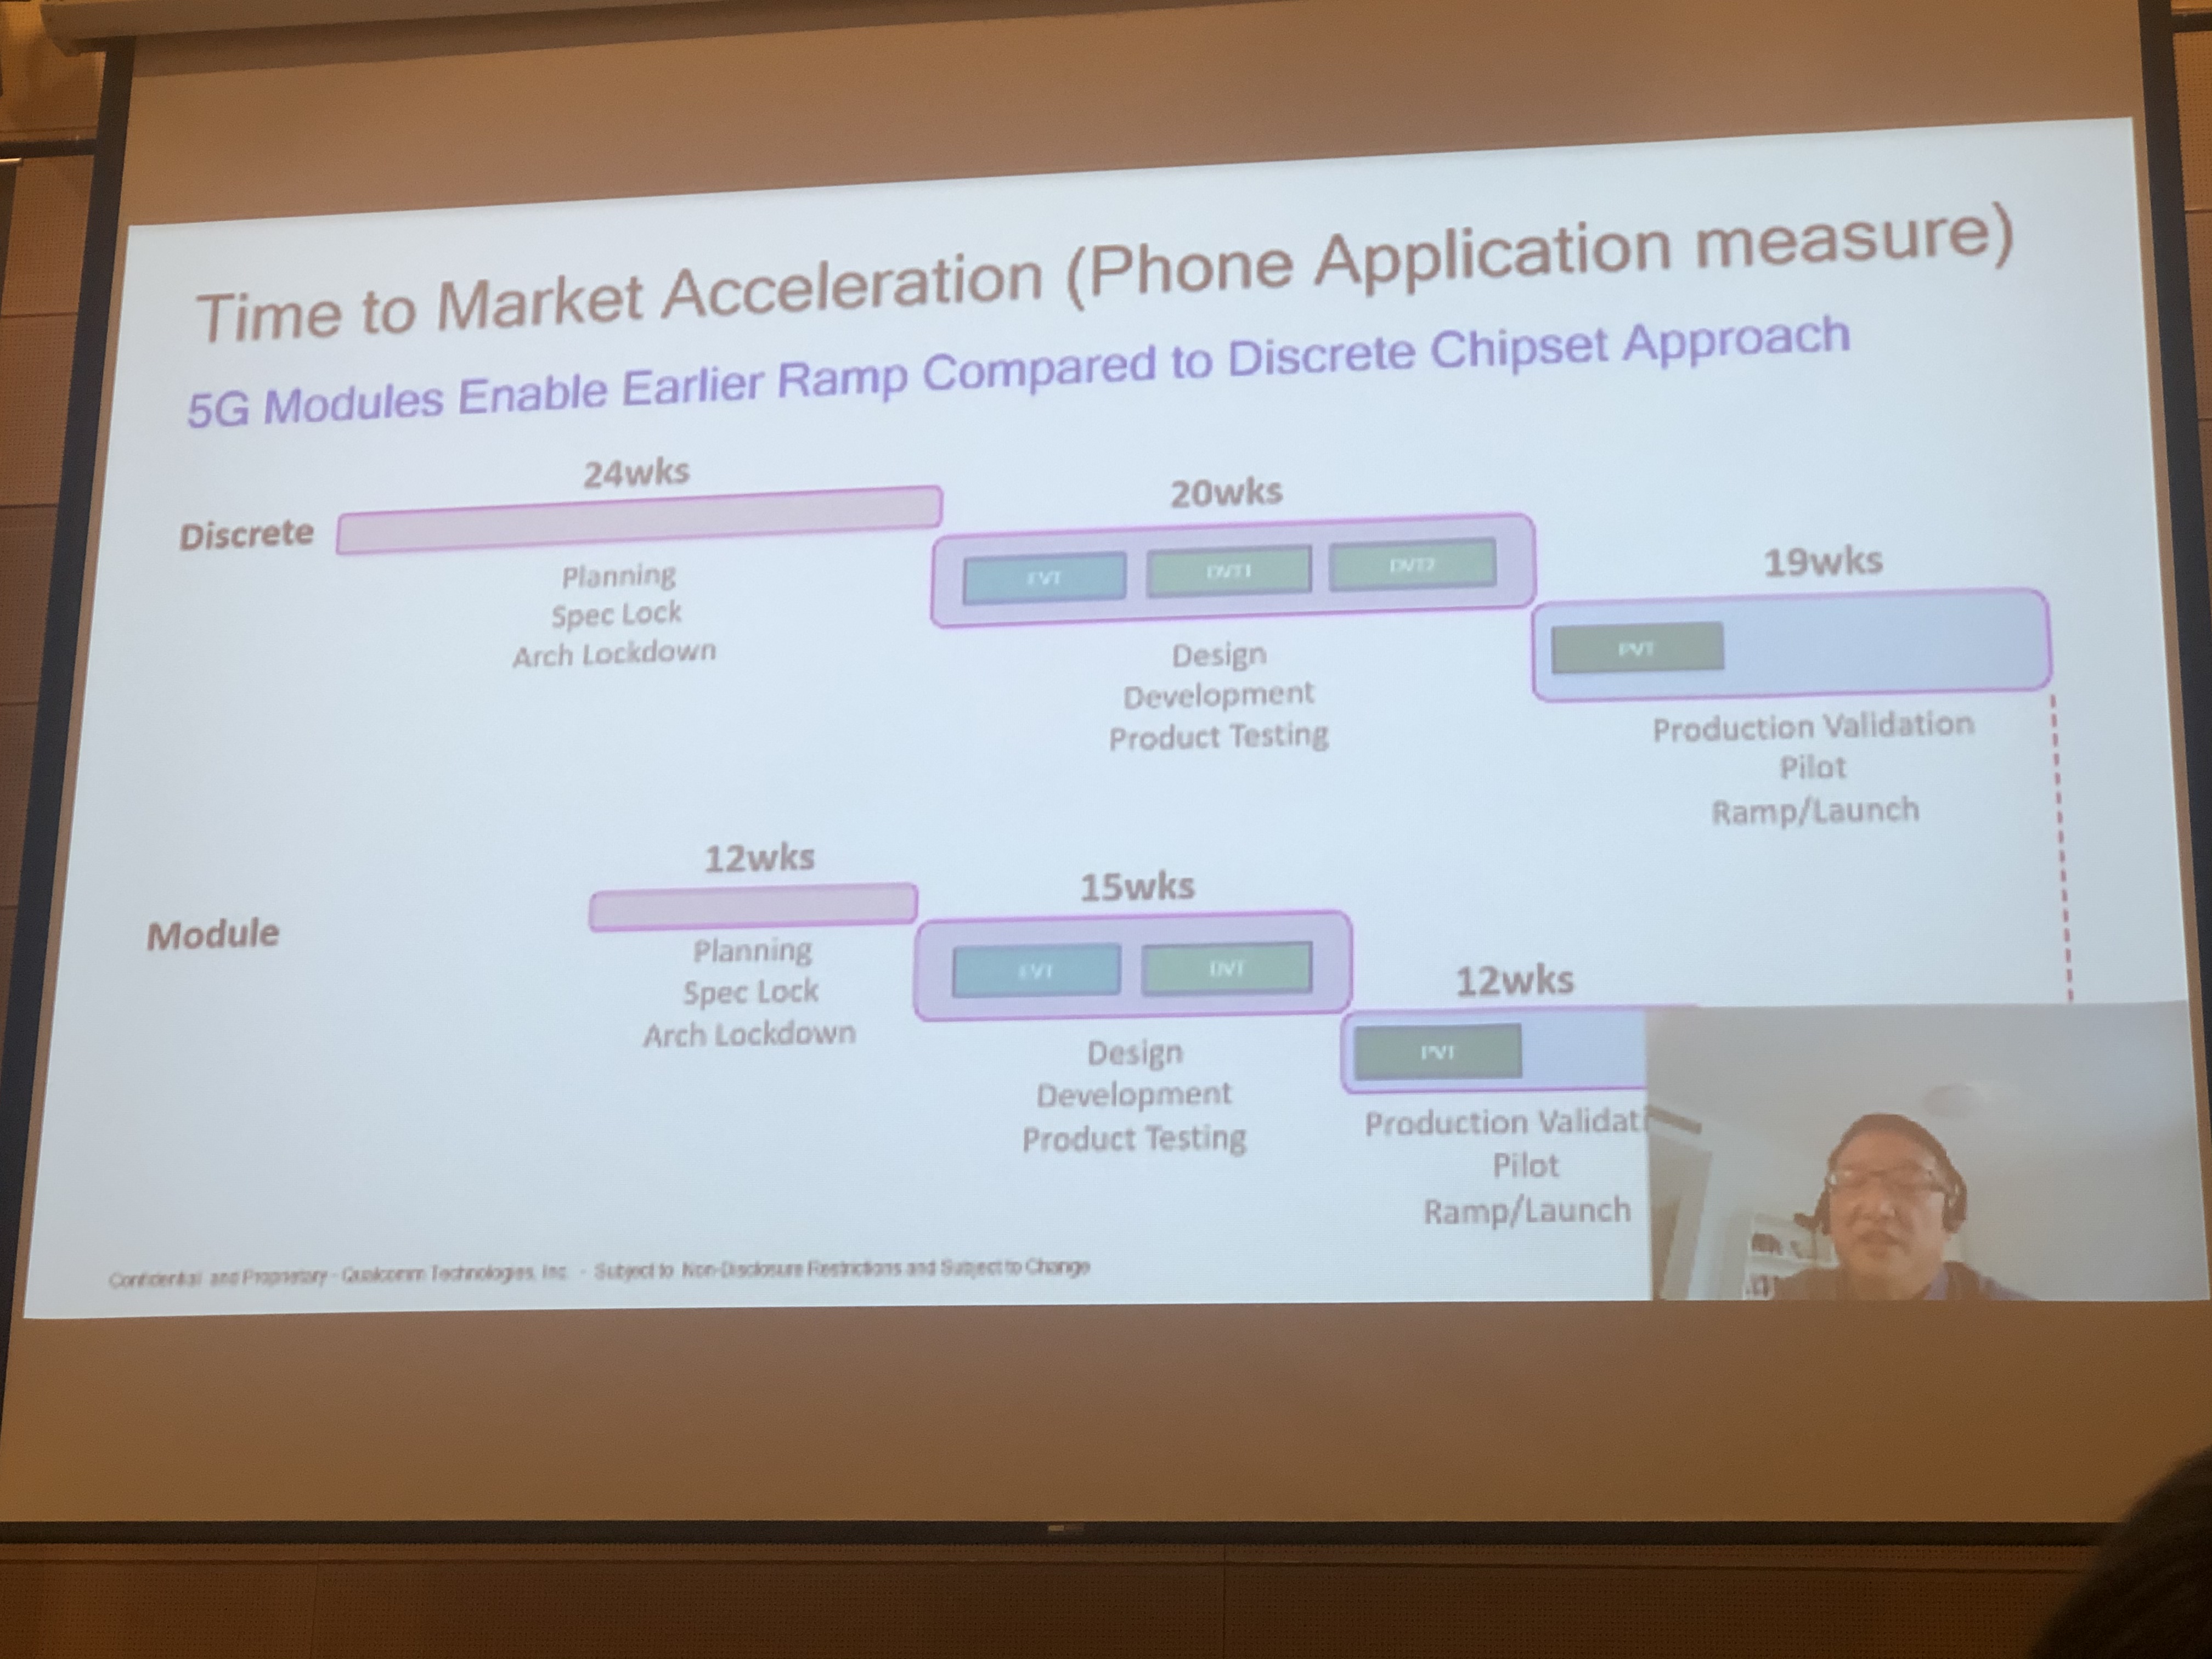 Time to Market Acceleration (Phone Application measure)
5G Modules Enable Earlier Ramp Compared to Discrete Chipset Approach
24wks
20wks
19wks
Discrete
EVT
DVT1
DVT2
PVT
Planning
Spec Lock
Arch Lockdown
Design
Development
Product Testing
Production Validation
Pilot
Ramp/Launch
12wks
15wks
12wks
Module
EVT
DVT
PVT
Planning
Spec Lock
Arch Lockdown
Design
Development
Product Testing
Production Validati
Pilot
Ramp/Launch
Confidential and Proprietary - Qualcomm Technologies, Inc. - Subject to Non-Disclosure Restrictions and Subject to Change